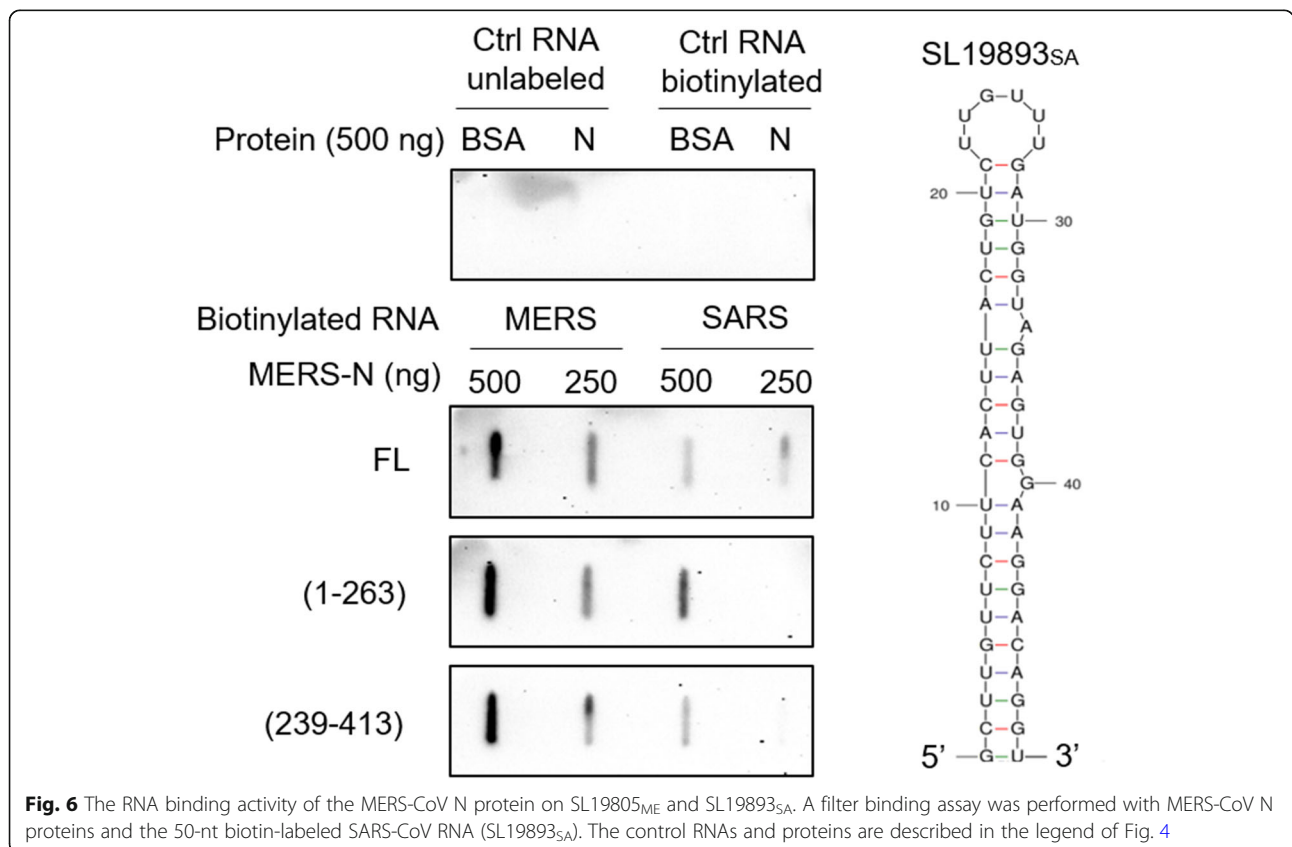 Ctrl RNA unlabeled
Ctrl RNA biotinylated
Protein (500 ng) BSA N BSA N
Biotinylated RNA MERS SARS
MERS-N (ng) 500 250 500 250
FL
(1-263)
(239-413)
SL19893SA
G U
U U
U U
U U
C G
20 U A
G U 30
U G
C G
A U
A
U G
U A
C G
A U
C G
G 40
10 U A
U A
C G
U G
U A
G C
U A
U G
C G
5’ G U 3’
Fig. 6 The RNA binding activity of the MERS-CoV N protein on SL19805ME and SL19893SA. A filter binding assay was performed with MERS-CoV N
proteins and the 50-nt biotin-labeled SARS-CoV RNA (SL19893SA). The control RNAs and proteins are described in the legend of Fig. 4